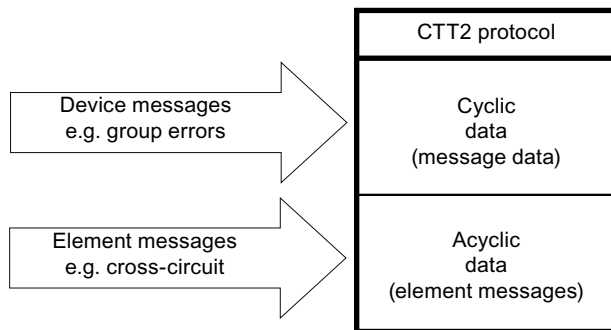 CTT2 protocol
Device messages
e.g. group errors
Cyclic
data
(message data)
Element messages
e.g. cross-circuit
Acyclic
data
(element messages)